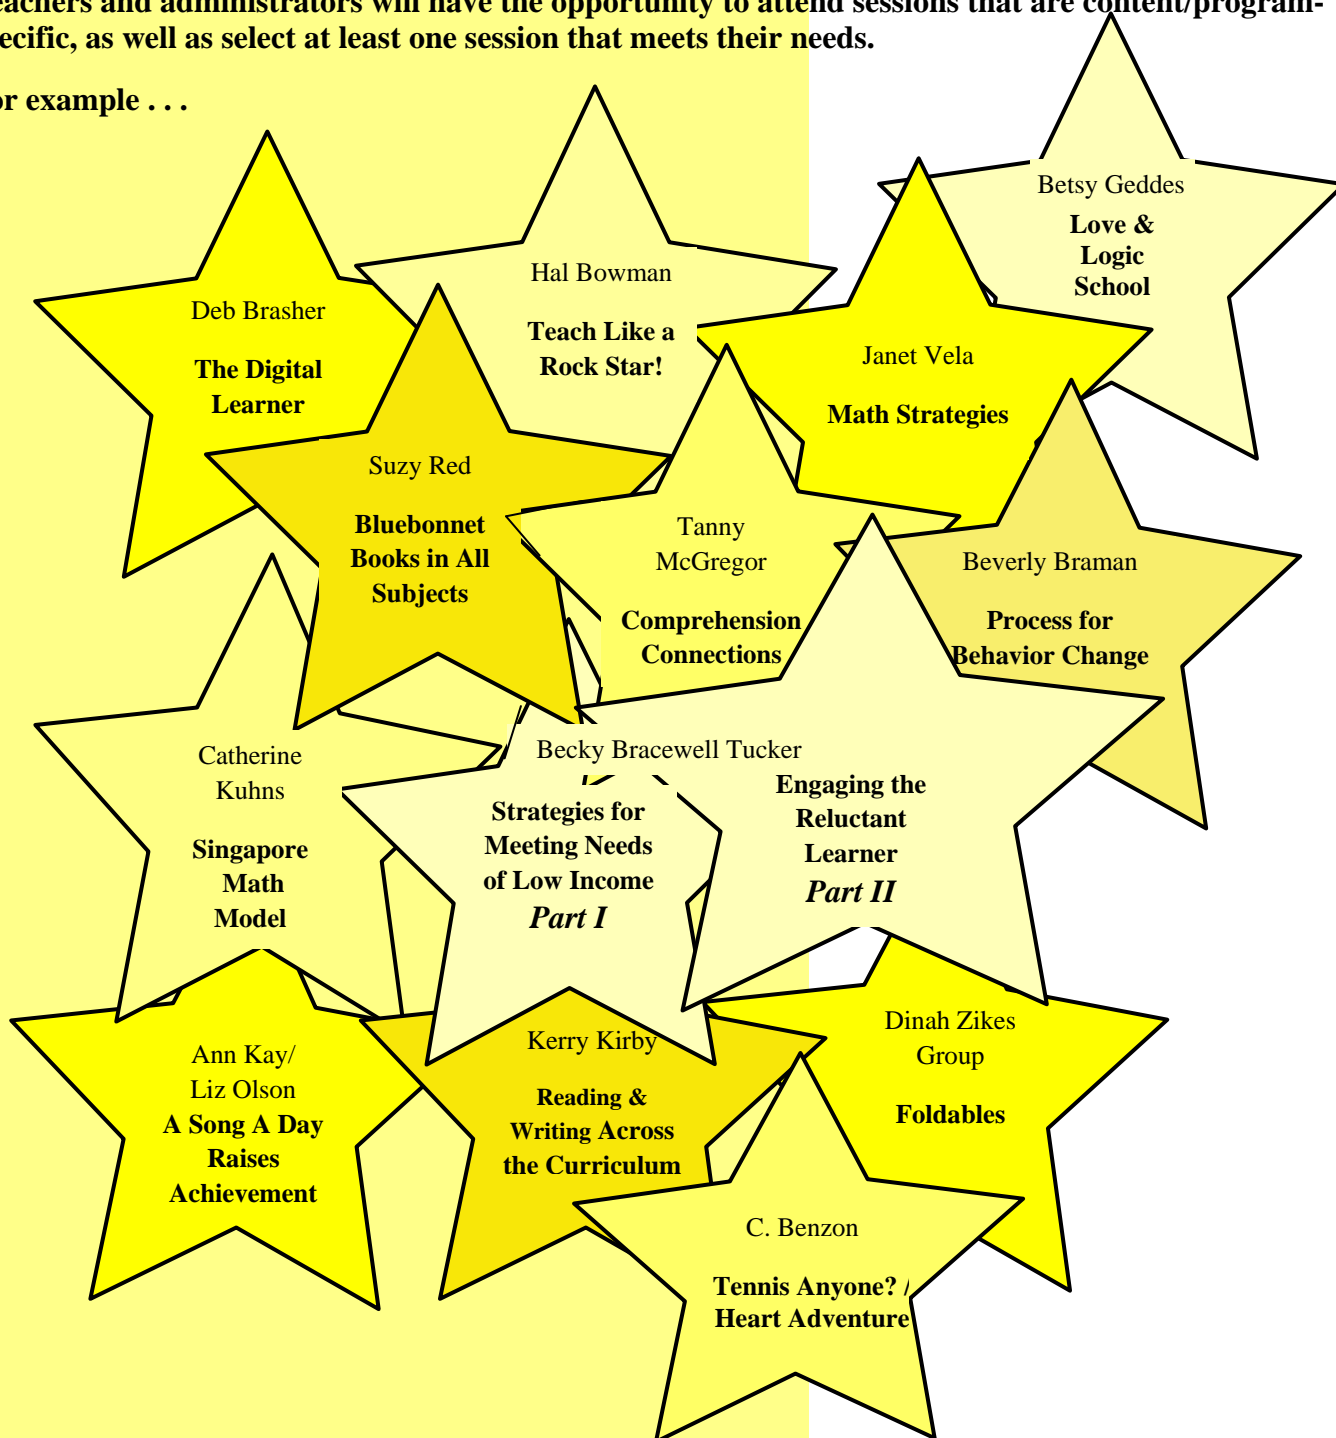 eachers and administrators will have the opportunity to attend sessions that are content/program-
ecific, as well as select at least one session that meets their needs.
or example . . .
Betsy Geddes
Love &
Logic
School
Hal Bowman
Teach Like a
Rock Star!
Deb Brasher
The Digital
Learner
Janet Vela
Math Strategies
Suzy Red
Bluebonnet
Books in All
Subjects
Tanny
McGregor
Comprehension
Connections
Beverly Braman
Process for
Behavior Change
Catherine
Kuhns
Singapore
Math
Model
Becky Bracewell Tucker
Strategies for
Meeting Needs
of Low Income
Part I
Engaging the
Reluctant
Learner
Part II
Ann Kay/
Liz Olson
A Song A Day
Raises
Achievement
Kerry Kirby
Reading &
Writing Across
the Curriculum
Dinah Zikes
Group
Foldables
C. Benzon
Tennis Anyone? /
Heart Adventure